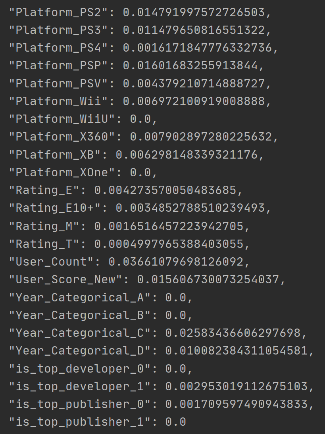 "Platform_PS2": 0.014791997572726503,
"Platform_PS3": 0.011479650816551322,
"Platform_PS4": 0.0016171847776332736,
"Platform_PSP": 0.01601683255913844,
"Platform_PSV": 0.004379210714888727,
"Platform_Wii": 0.006972100919008888,
"Platform_WiiU": 0.0,
"Platform_X360": 0.007902897280225632,
"Platform_XB": 0.006298148339321176,
"Platform_XOne": 0.0,
"Rating_E": 0.004273570050483685,
"Rating_E10+": 0.0034852788510239493,
"Rating_M": 0.0016516457223942705,
"Rating_T": 0.0004997965388403055,
"User_Count": 0.03661079698126092,
"User_Score_New": 0.015606730073254037,
"Year_Categorical_A": 0.0,
"Year_Categorical_B": 0.0,
"Year_Categorical_C": 0.02583436606297698,
"Year_Categorical_D": 0.010082384311054581,
"is_top_developer_0": 0.0,
"is_top_developer_1": 0.002953019112675103,
"is_top_publisher_0": 0.001709597490943833,
"is_top_publisher_1": 0.0